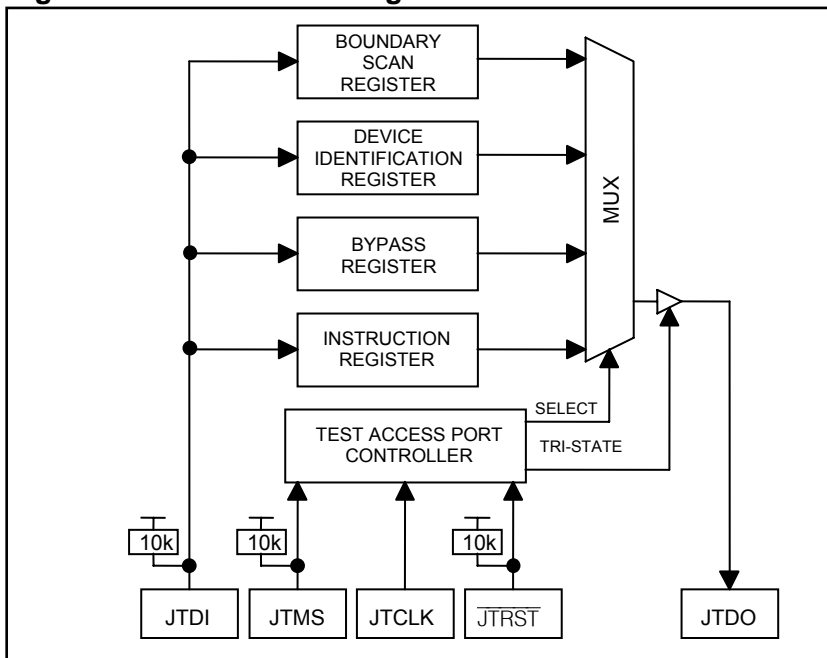 BOUNDARY
SCAN
REGISTER
DEVICE
IDENTIFICATION
REGISTER
MUX
BYPASS
REGISTER
INSTRUCTION
REGISTER
SELECT
TEST ACCESS PORT
CONTROLLER
TRI-STATE
10k
10k
10k
JTDI
JTMS
JTCLK
JTRST
JTDO